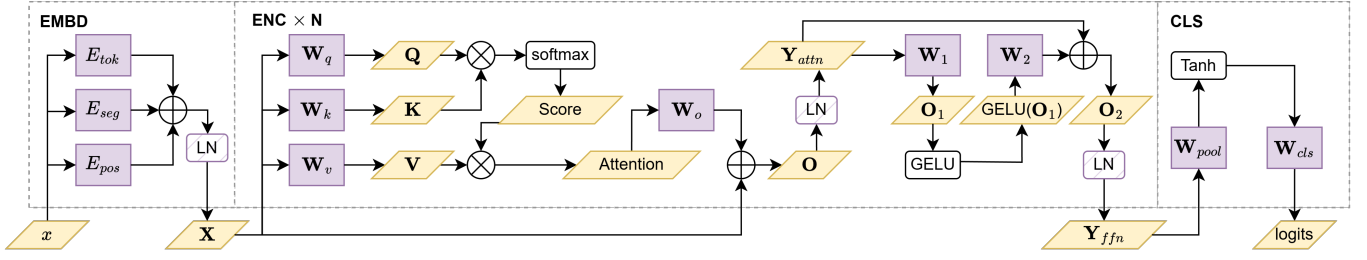 EMBD
E_tok
E_seg
E_pos
LN
x
X
ENC × N
W_q
W_k
W_v
Q
K
V
softmax
Score
Attention
W_o
O
LN
Y_attn
W_1
O_1
GELU
W_2
GELU(O_1)
O_2
LN
Y_ffn
CLS
Tanh
W_pool
W_cls
logits